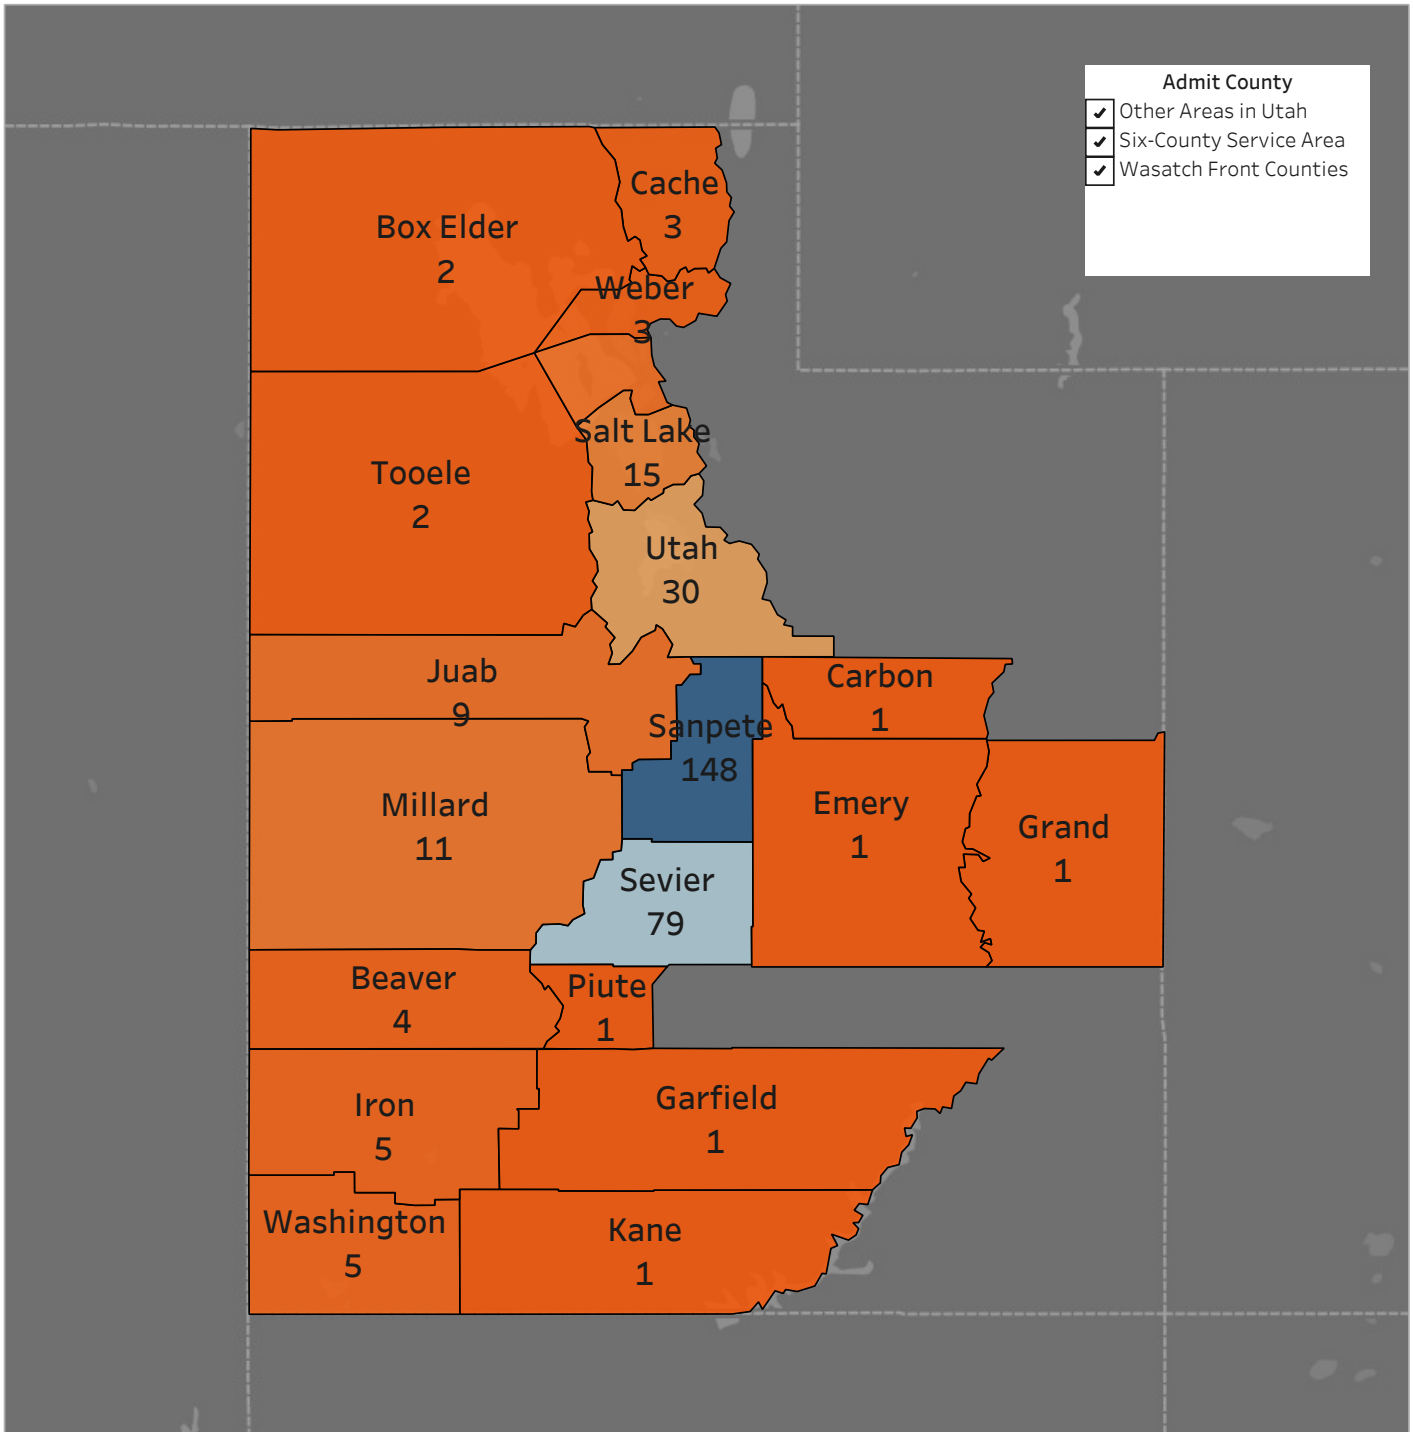 Admit County
Other Areas in Utah
Six-County Service Area
Wasatch Front Counties
Cache
3
Box Elder
2
Weber
3
Salt Lake
15
Tooele
2
Utah
30
Juab
9
Carbon
1
Sanpete
148
Millard
11
Emery
1
Grand
1
Sevier
79
Beaver
4
Piute
1
Iron
5
Garfield
1
Washington
5
Kane
1